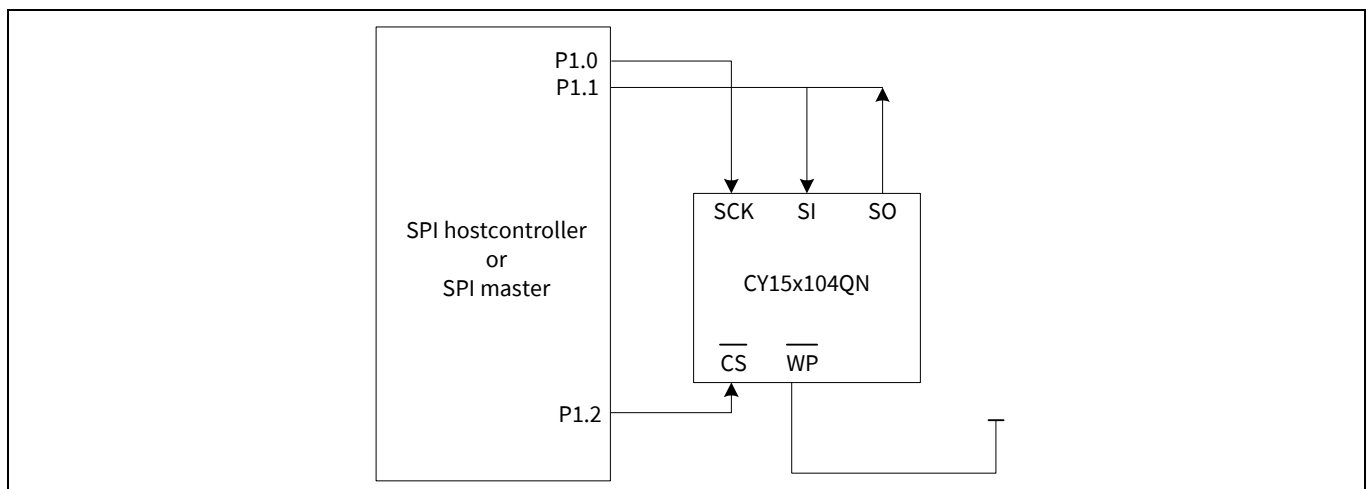 P1.0
P1.1
SPI hostcontroller
or
SPI master
P1.2
SCK SI SO
CY15x104QN
CS WP